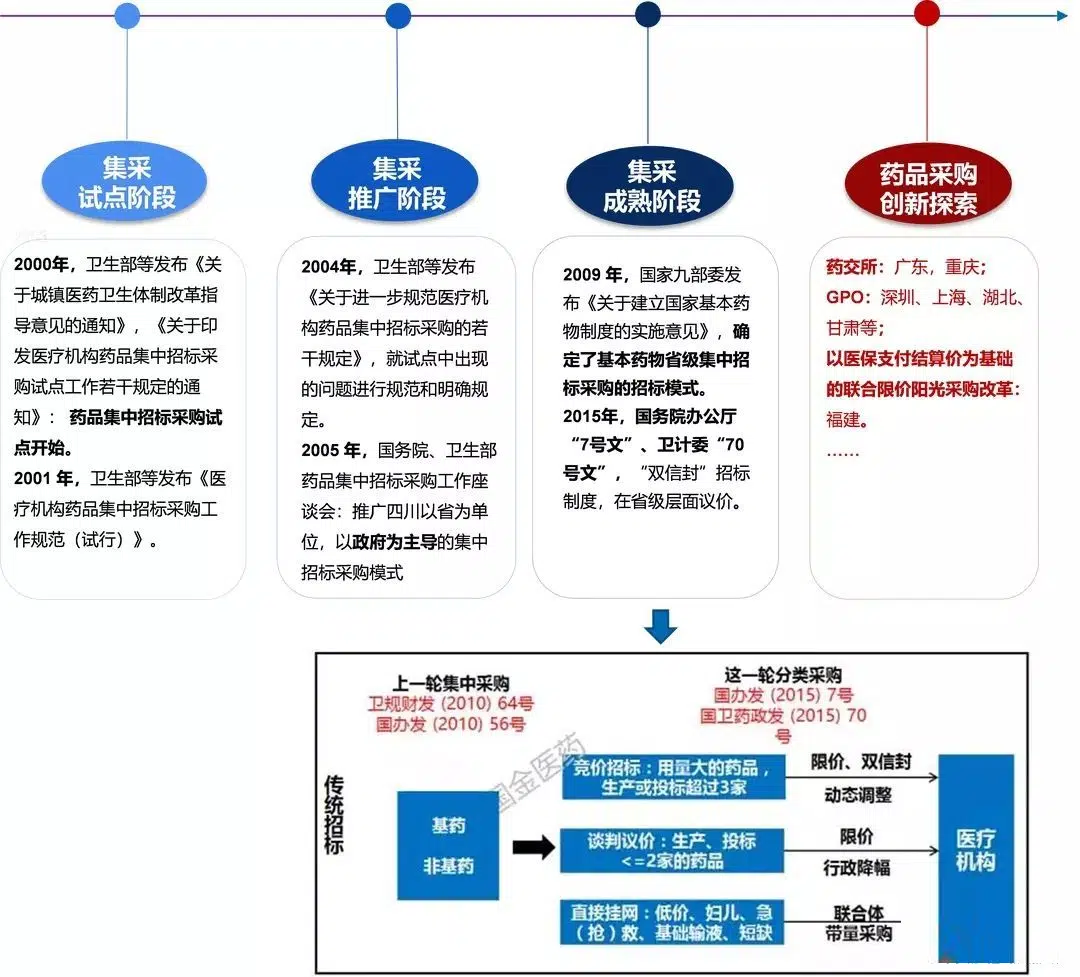 集采
试点阶段
集采
推广阶段
集采
成熟阶段
药品采购
创新探索
2000年，卫生部等发布《关
于城镇医药卫生体制改革指
导意见的通知》，《关于印
发医疗机构药品集中招标采
购试点工作若干规定的通
知》： 药品集中招标采购试
点开始。
2001 年，卫生部等发布《医
疗机构药品集中招标采购工
作规范（试行）》。
2004年，卫生部等发布
《关于进一步规范医疗机
构药品集中招标采购的若
干规定》，就试点中出现
的问题进行规范和明确规
定。
2005 年，国务院、卫生部
药品集中招标采购工作座
谈会：推广四川以省为单
位，以政府为主导的集中
招标采购模式
2009 年，国家九部委发
布《关于建立国家基本药
物制度的实施意见》，确
定了基本药物省级集中招
标采购的招标模式。
2015年，国务院办公厅
“7号文”、卫计委“70
号文”，“双信封”招标
制度，在省级层面议价。
药交所：广东，重庆；
GPO：深圳、上海、湖北、
甘肃等；
以医保支付结算价为基础
的联合限价阳光采购改革：
福建。
……
上一轮集中采购
卫规财发 (2010) 64号
国办发 (2010) 56号
这一轮分类采购
国办发 (2015) 7号
国卫药政发 (2015) 70
号
传统招标
基药
非基药
竞价招标：用量大的药品，
生产或投标超过3家
限价、双信封
动态调整
谈判议价：生产、投标
<=2家的药品
限价
行政降幅
直接挂网：低价、妇儿、急
（抢）救、基础输液、短缺
联合体
带量采购
医疗
机构
国金医药